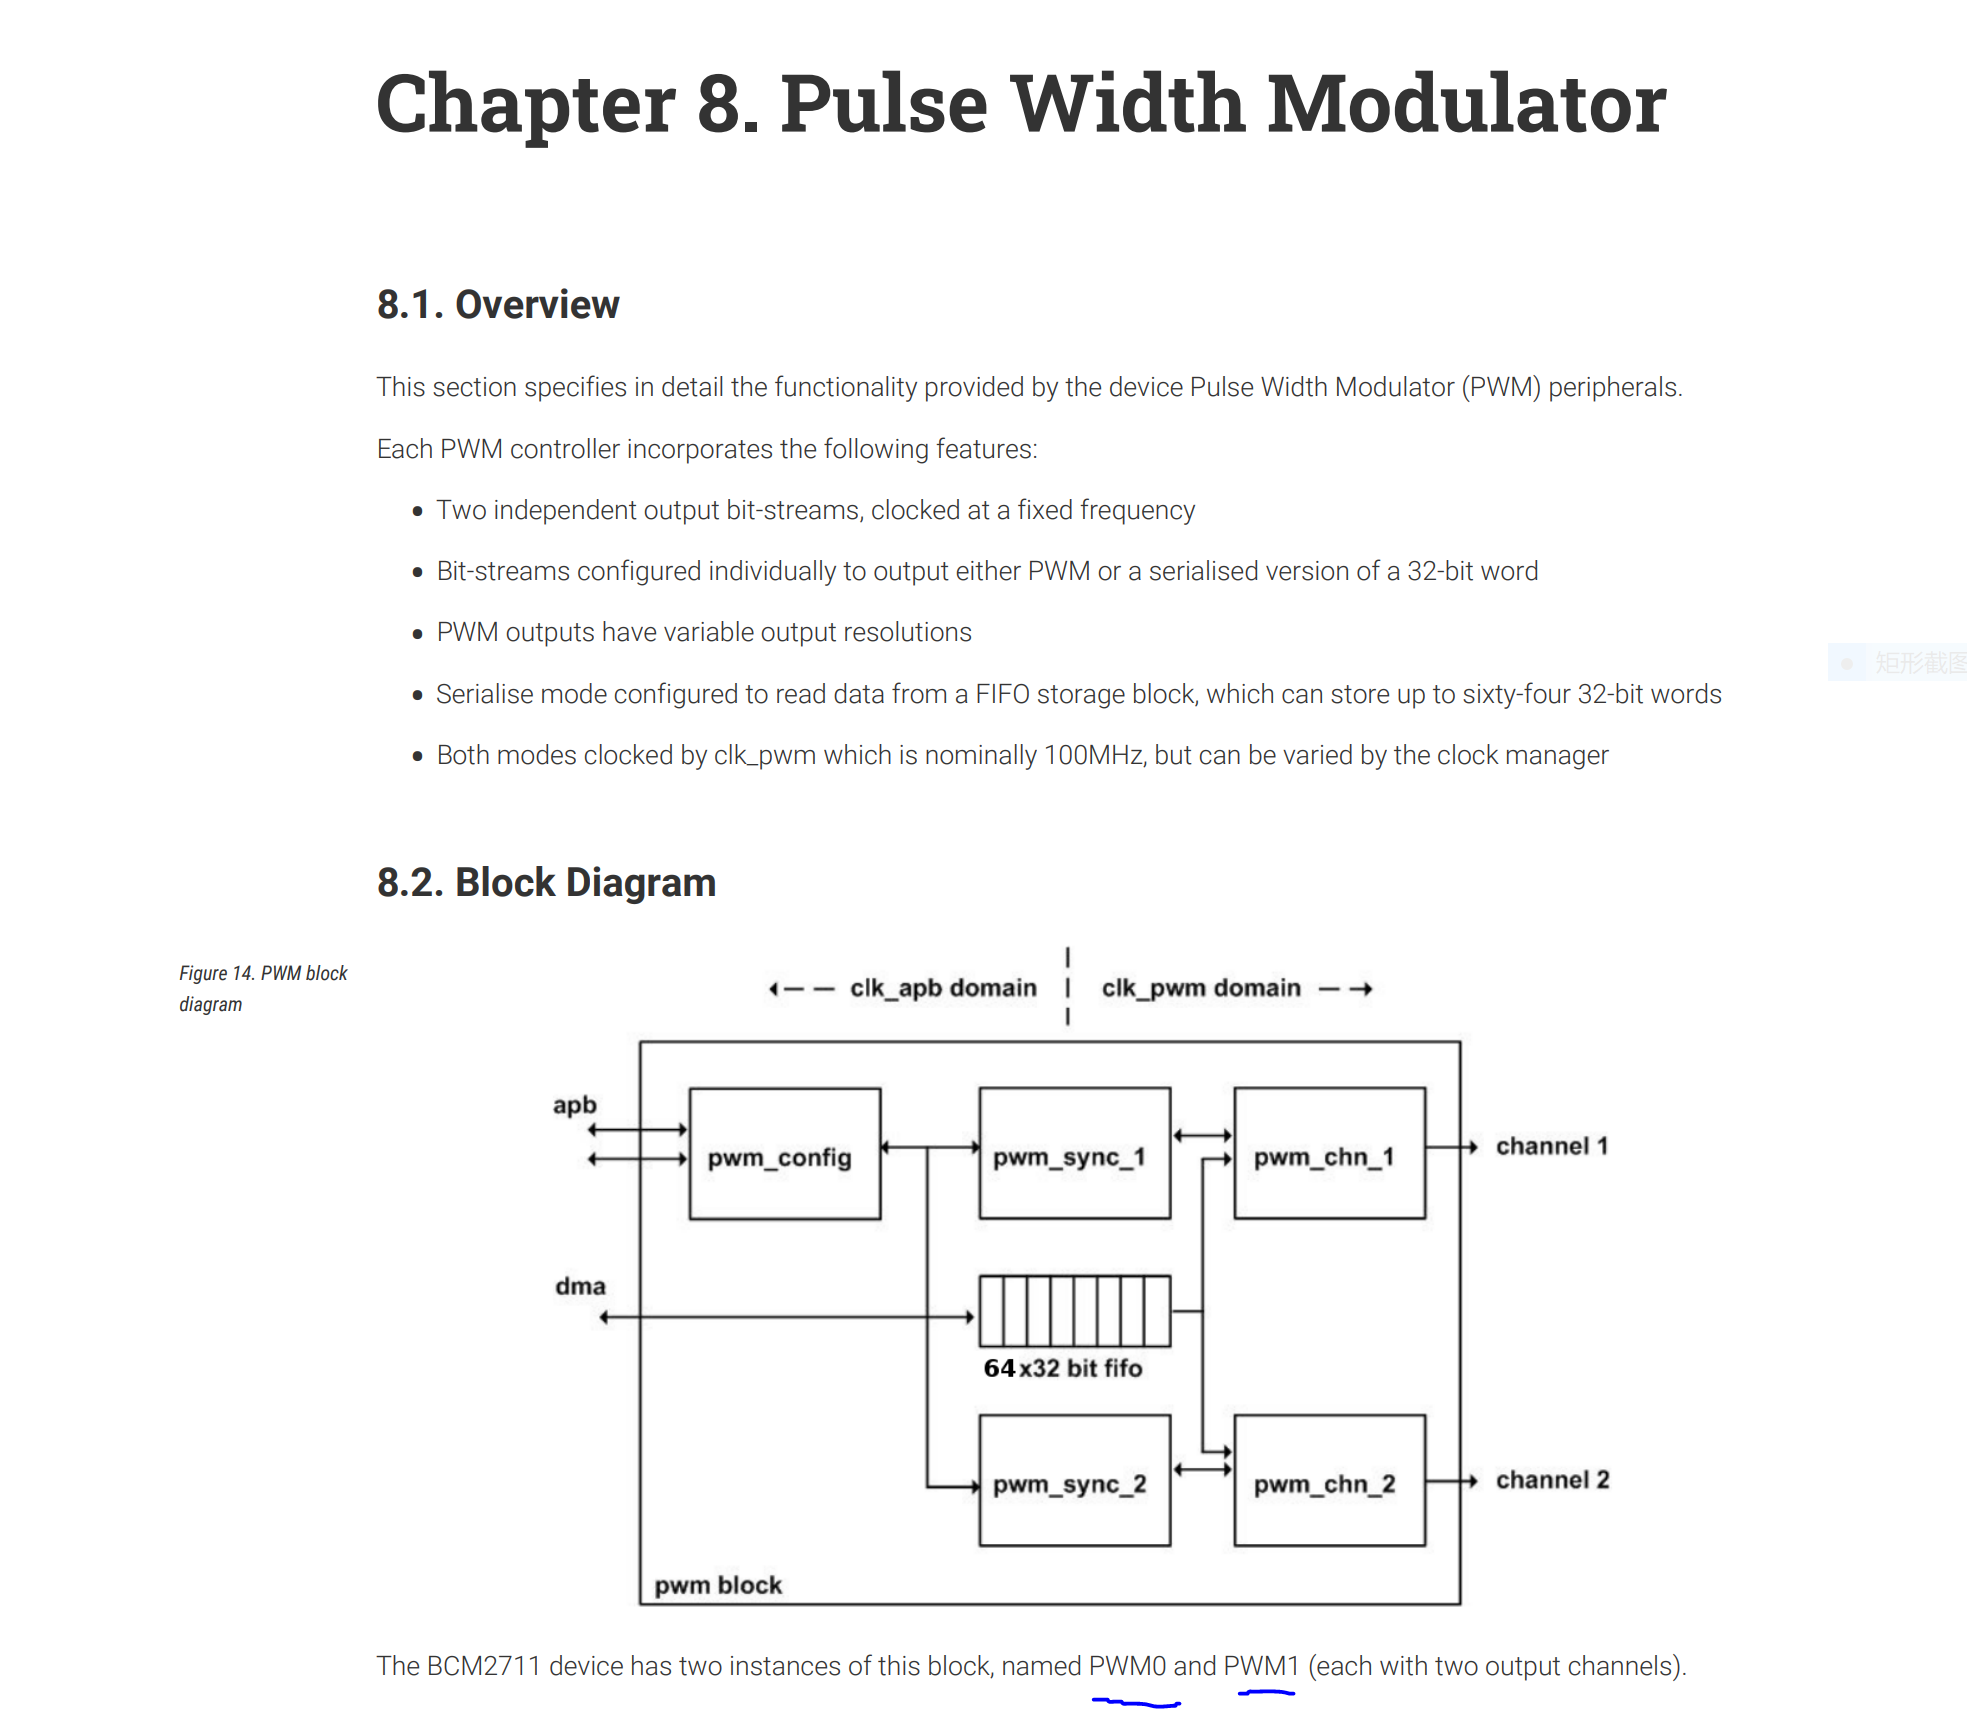 Chapter 8. Pulse Width Modulator
8.1. Overview
This section specifies in detail the functionality provided by the device Pulse Width Modulator (PWM) peripherals.
Each PWM controller incorporates the following features:
• Two independent output bit-streams, clocked at a fixed frequency
• Bit-streams configured individually to output either PWM or a serialised version of a 32-bit word
• PWM outputs have variable output resolutions
• Serialise mode configured to read data from a FIFO storage block, which can store up to sixty-four 32-bit words
• Both modes clocked by clk_pwm which is nominally 100MHz, but can be varied by the clock manager
矩形截图
8.2. Block Diagram
Figure 14. PWM block
diagram
clk_apb domain
clk_pwm domain
apb
pwm_config
pwm_sync_1
pwm_chn_1
channel 1
dma
64x32 bit fifo
pwm_sync_2
pwm_chn_2
channel 2
pwm block
The BCM2711 device has two instances of this block, named PWM0 and PWM1 (each with two output channels).